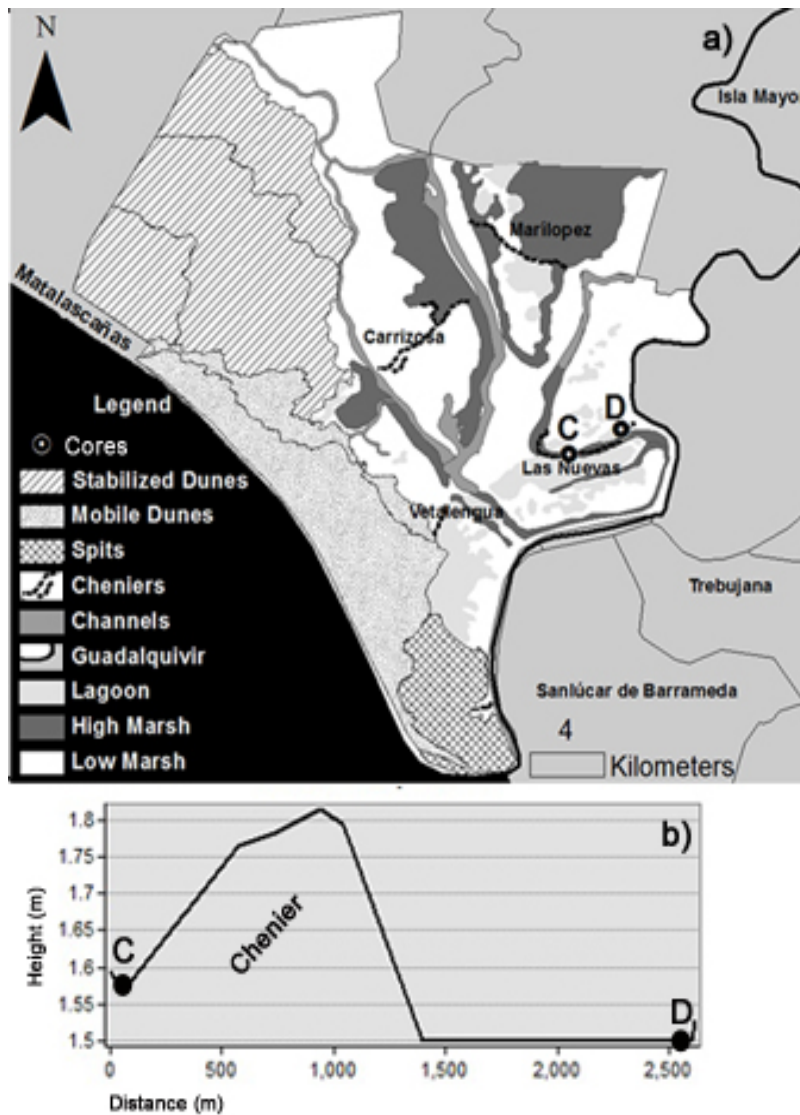 N
a)
Isla Mayo
Marilopez
Matalascañas
Carrizosa
D
C
Las Nuevas
Vetalengua
Trebujana
Sanlúcar de Barrameda
4
Kilometers
Legend
Cores
Stabilized Dunes
Mobile Dunes
Spits
Cheniers
Channels
Guadalquivir
Lagoon
High Marsh
Low Marsh
b)
Height (m)
1.8
1.75
1.7
1.65
1.6
1.55
1.5
C
Chenier
D
0
500
1,000
1,500
2,000
2,500
Distance (m)